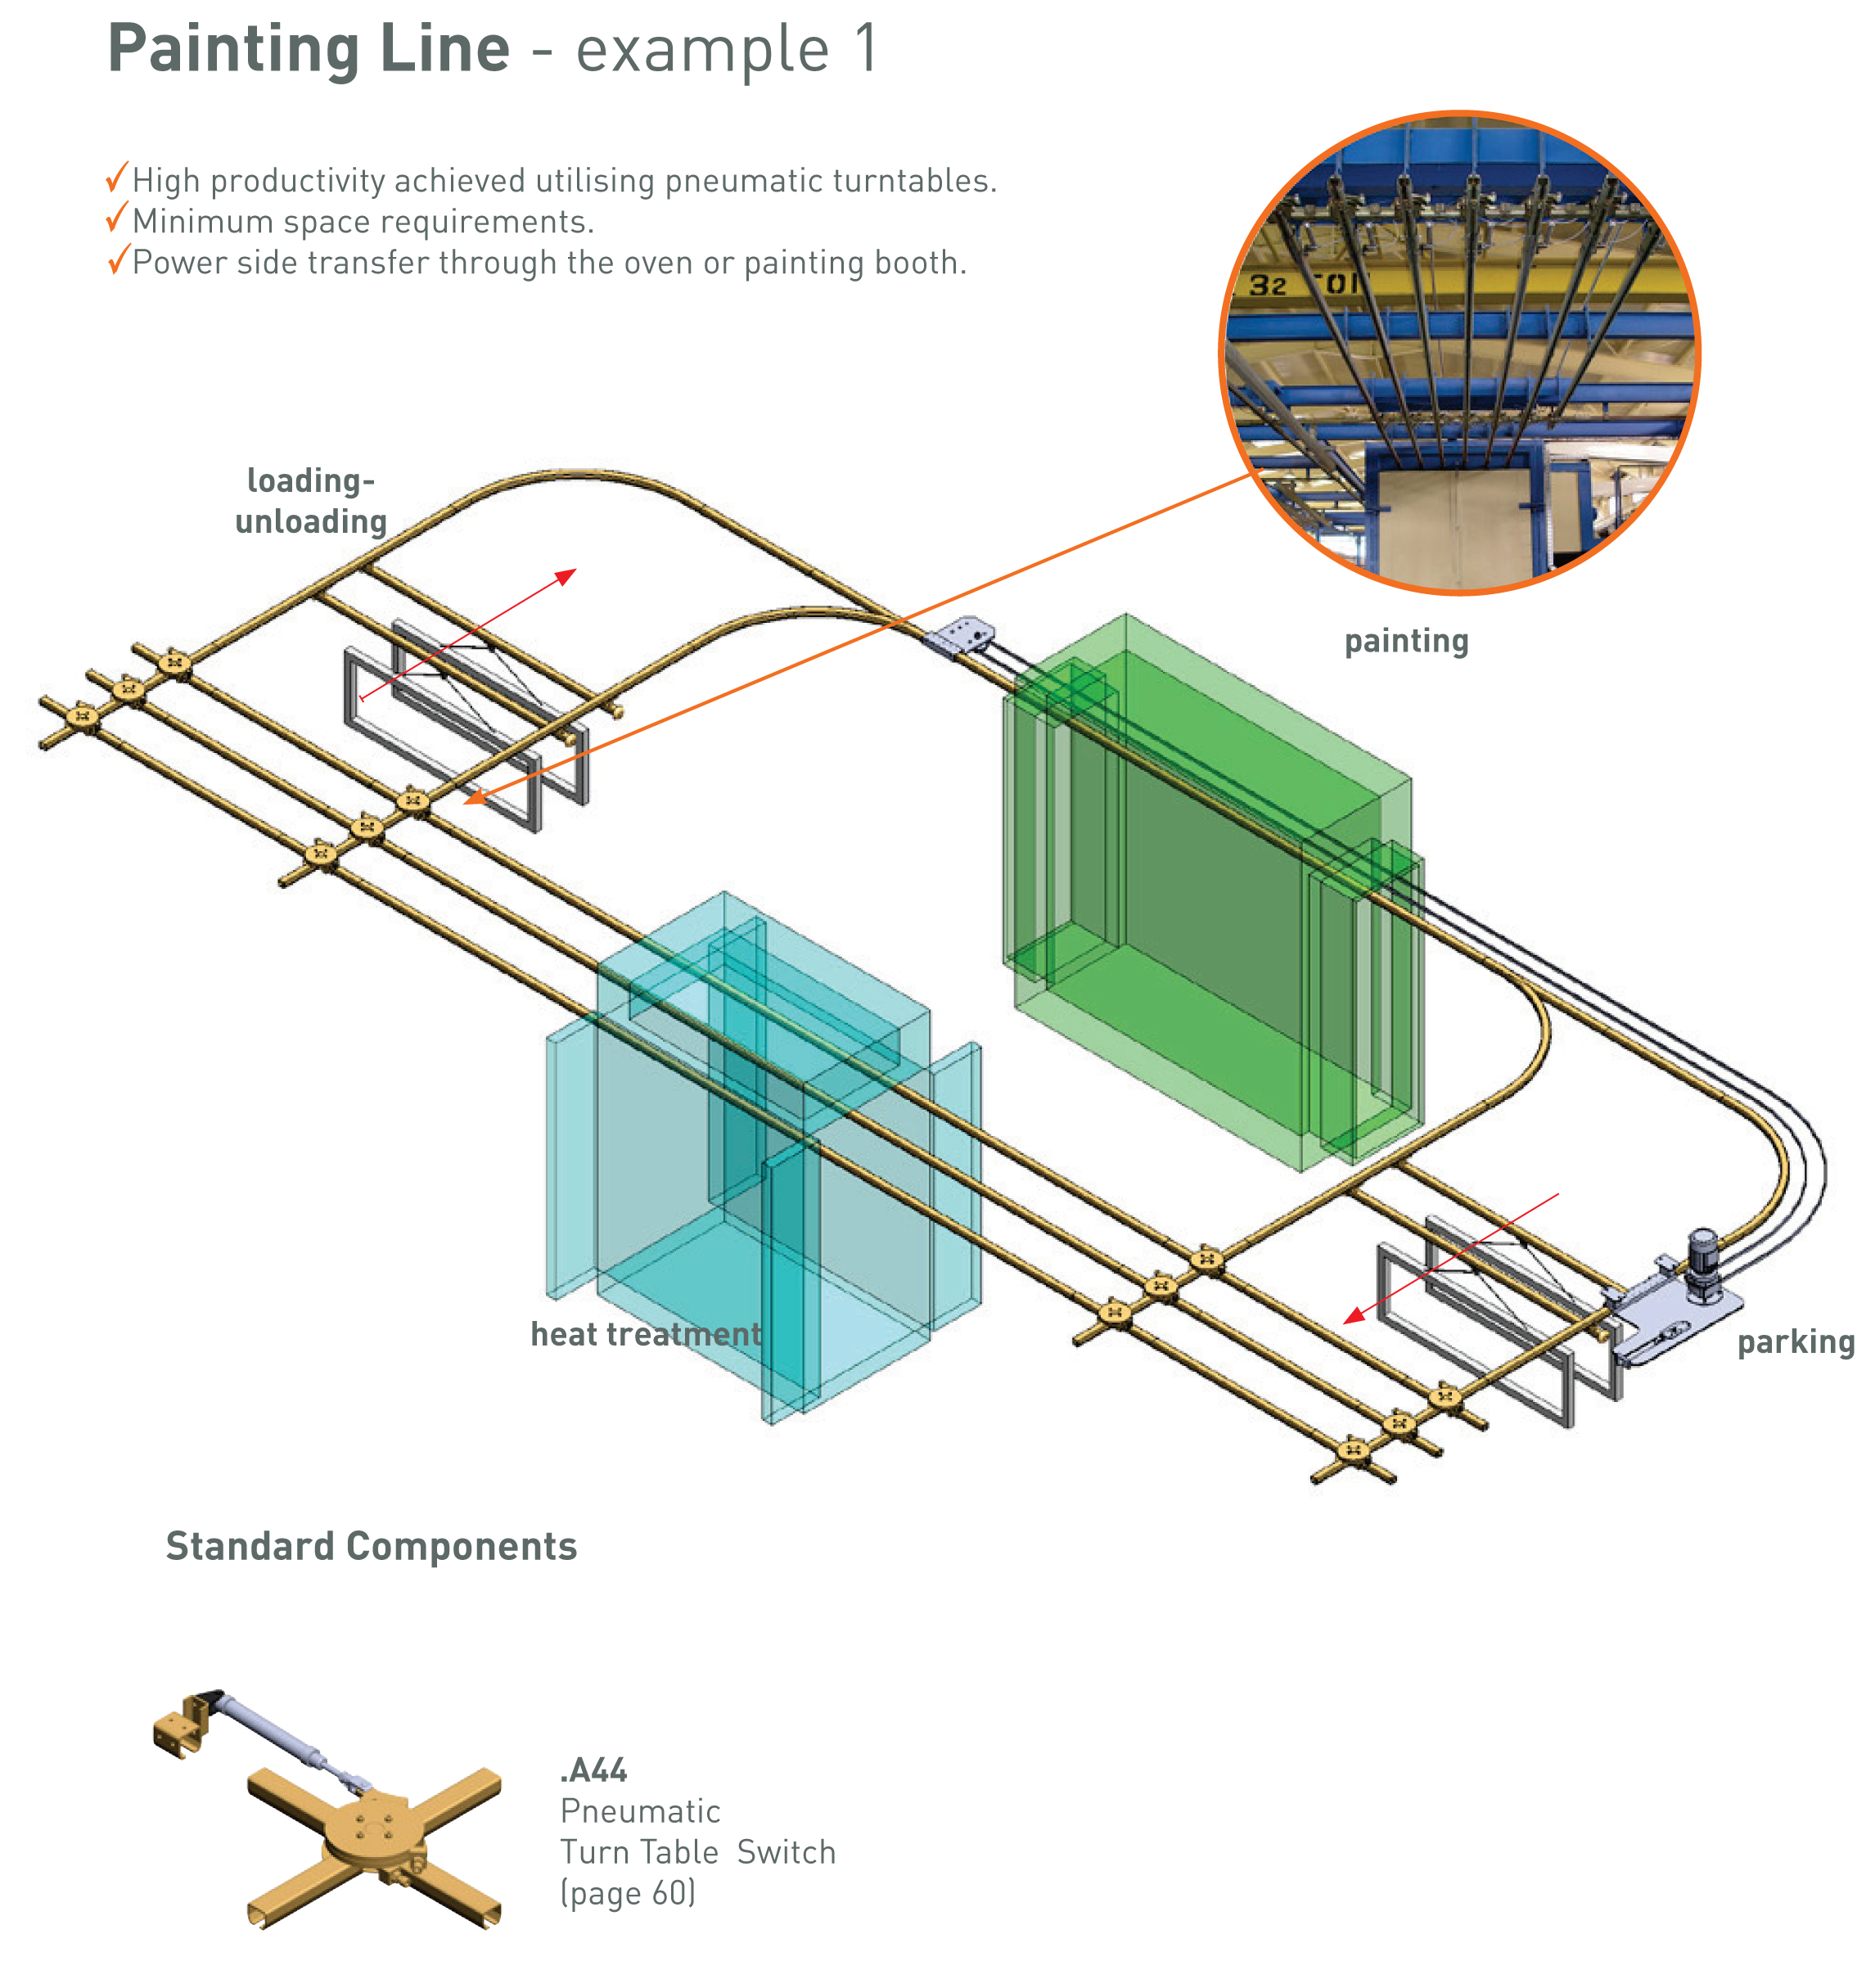 Painting Line - example 1
✓High productivity achieved utilising pneumatic turntables.
✓Minimum space requirements.
✓Power side transfer through the oven or painting booth.
32 TON
loading-
unloading
painting
heat treatment
parking
Standard Components
.A44
Pneumatic
Turn Table Switch
(page 60)